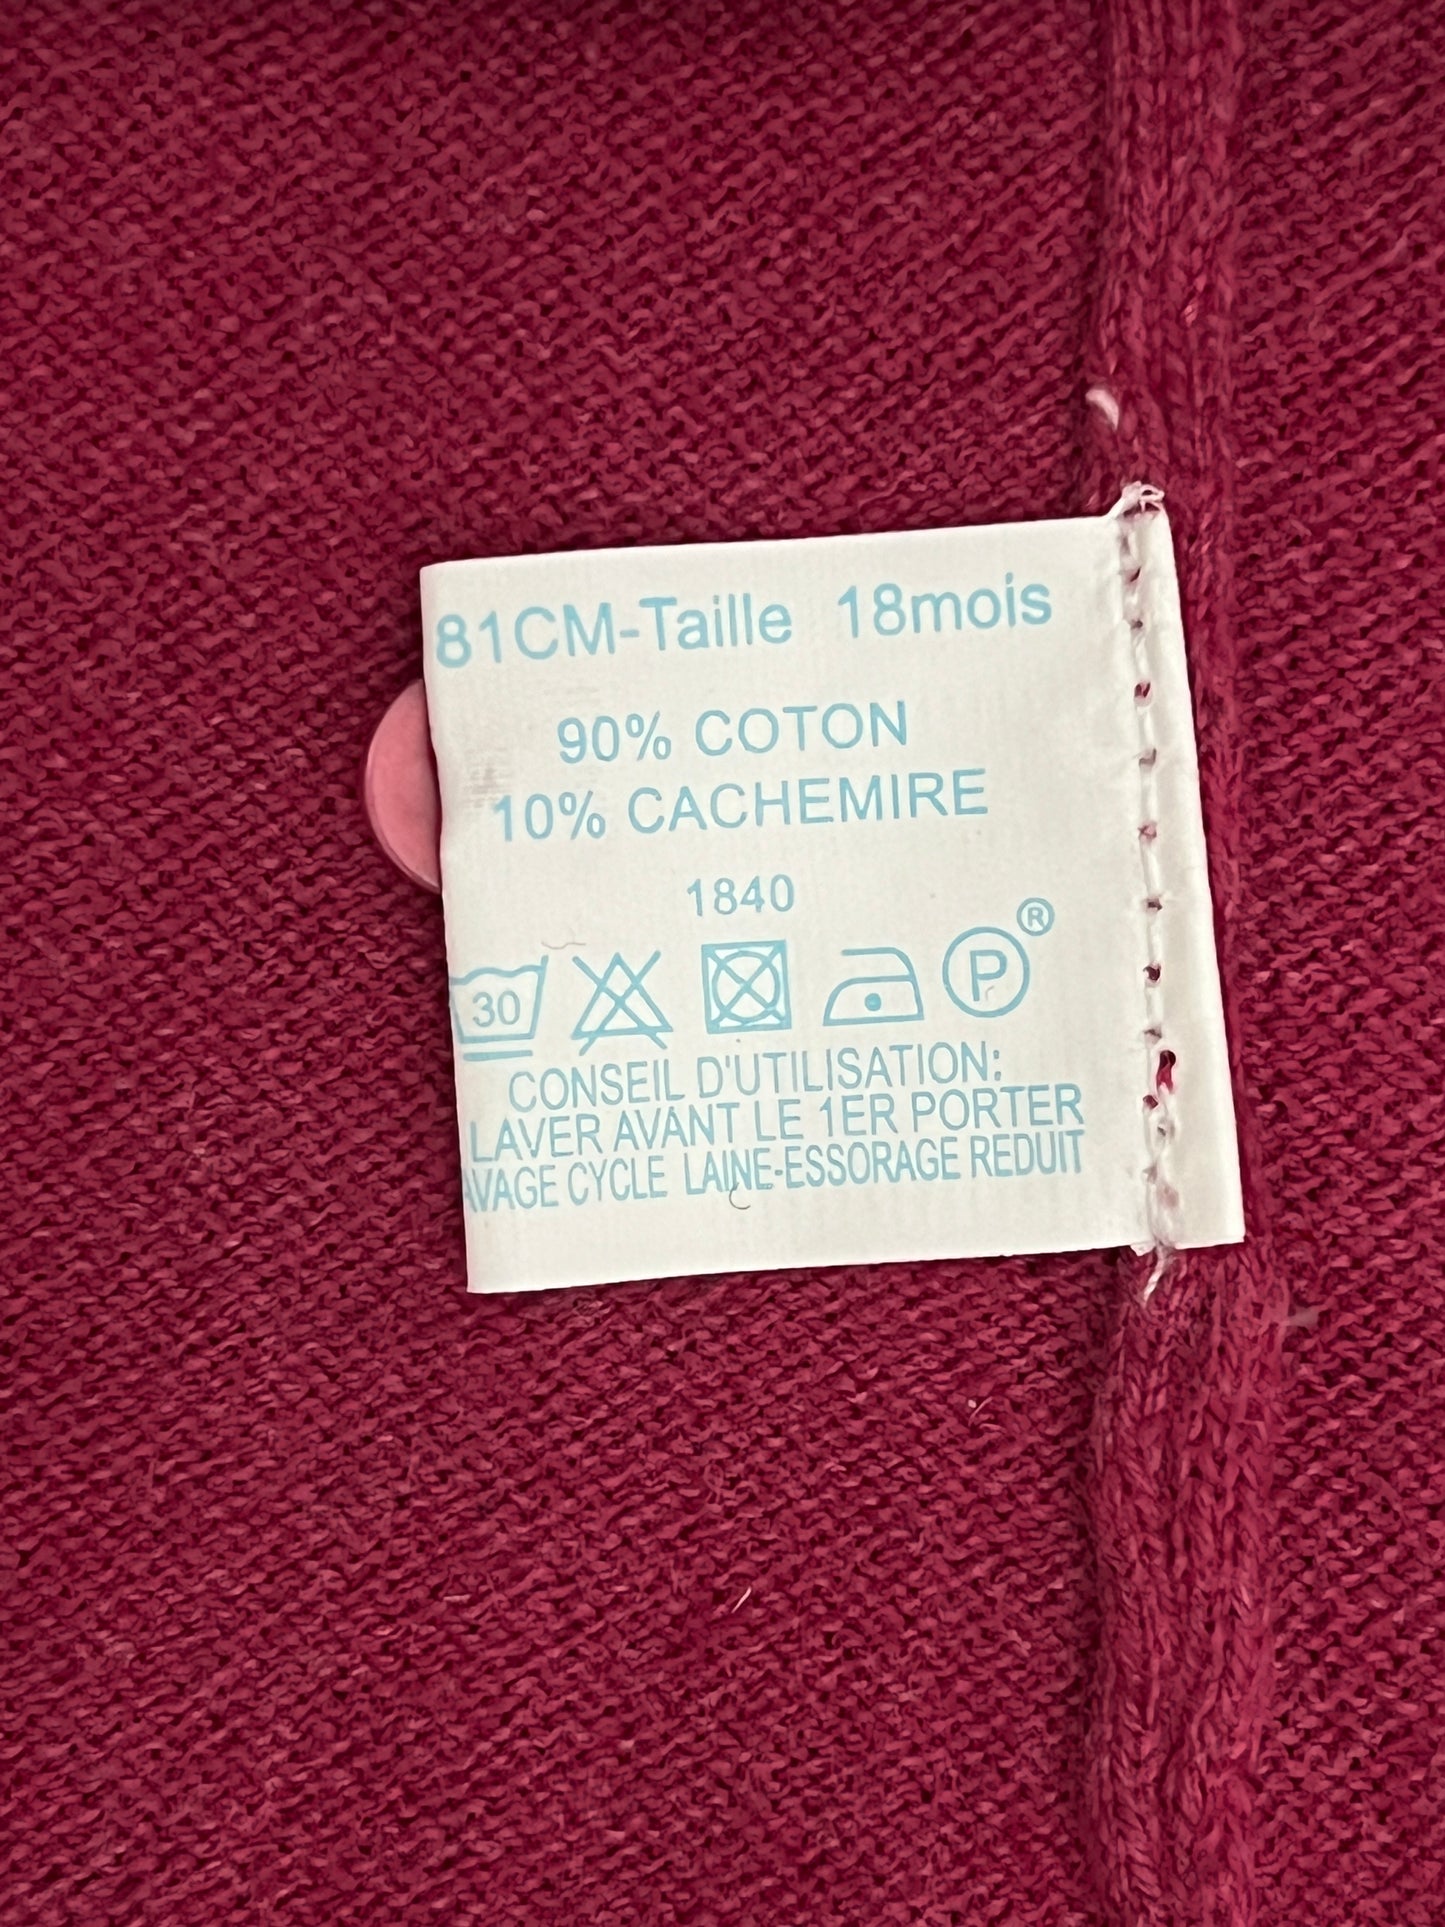 81CM-Taille 18mois
90% COTON
10% CACHEMIRE
1840
®
30 P
CONSEIL D'UTILISATION:
LAVER AVANT LE 1ER PORTER
AVAGE CYCLE LAINE-ESSORAGE REDUIT